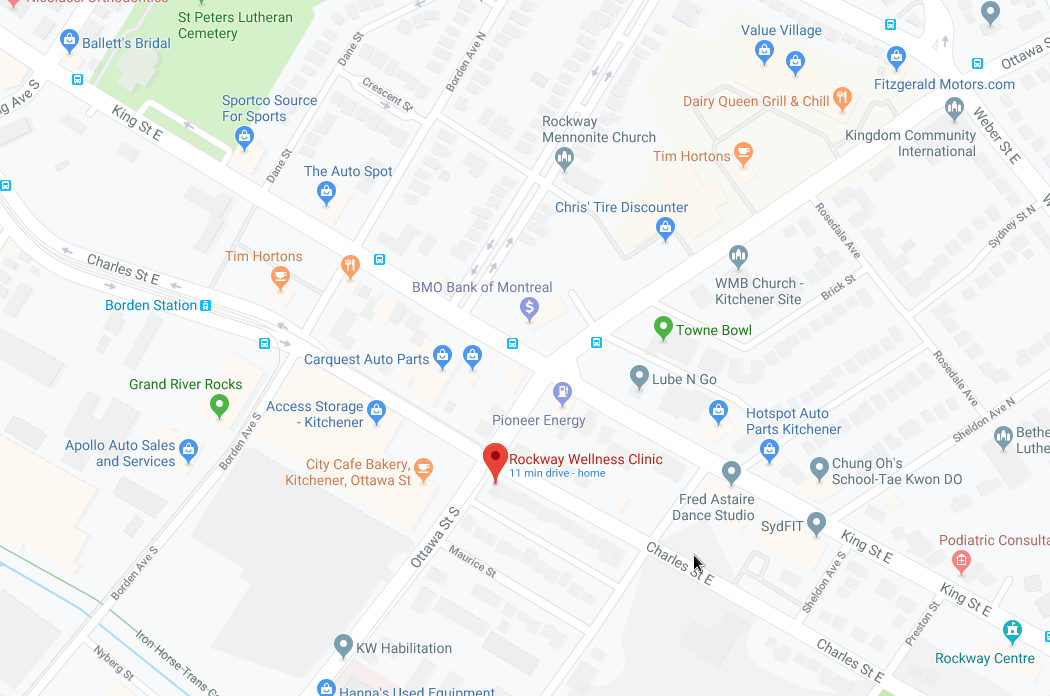 St Peters Lutheran
Cemetery
Ballett's Bridal
Dane St
Borden Ave N
Value Village
Fitzgerald Motors.com
Ottawa S
Ave S
King St E
Sportco Source
For Sports
Crescent St
Dairy Queen Grill & Chill
Rockway
Mennonite Church
Kingdom Community
International
Weber St E
Tim Hortons
Dane St
The Auto Spot
Chris' Tire Discounter
Rosedale Ave
Sydney St N
Charles St E
Tim Hortons
BMO Bank of Montreal
WMB Church -
Kitchener Site
Brick St
Borden Station
Towne Bowl
Carquest Auto Parts
Lube N Go
Rosedale Ave
Grand River Rocks
Access Storage
- Kitchener
Pioneer Energy
Hotspot Auto
Parts Kitchener
Sheldon Ave N
Apollo Auto Sales
and Services
Borden Ave S
City Cafe Bakery,
Kitchener, Ottawa St
Rockway Wellness Clinic
11 min drive - home
Chung Oh's
School-Tae Kwon DO
Fred Astaire
Dance Studio
SydFIT
Ottawa St S
Maurice St
Charles St E
King St E
Podiatric Consulta
Borden Ave S
Sheldon Ave S
King St E
Preston St
Iron-Horse-Trans-C
Nyberg St
KW Habilitation
Charles St E
Rockway Centre
Hanna's Used Equipment